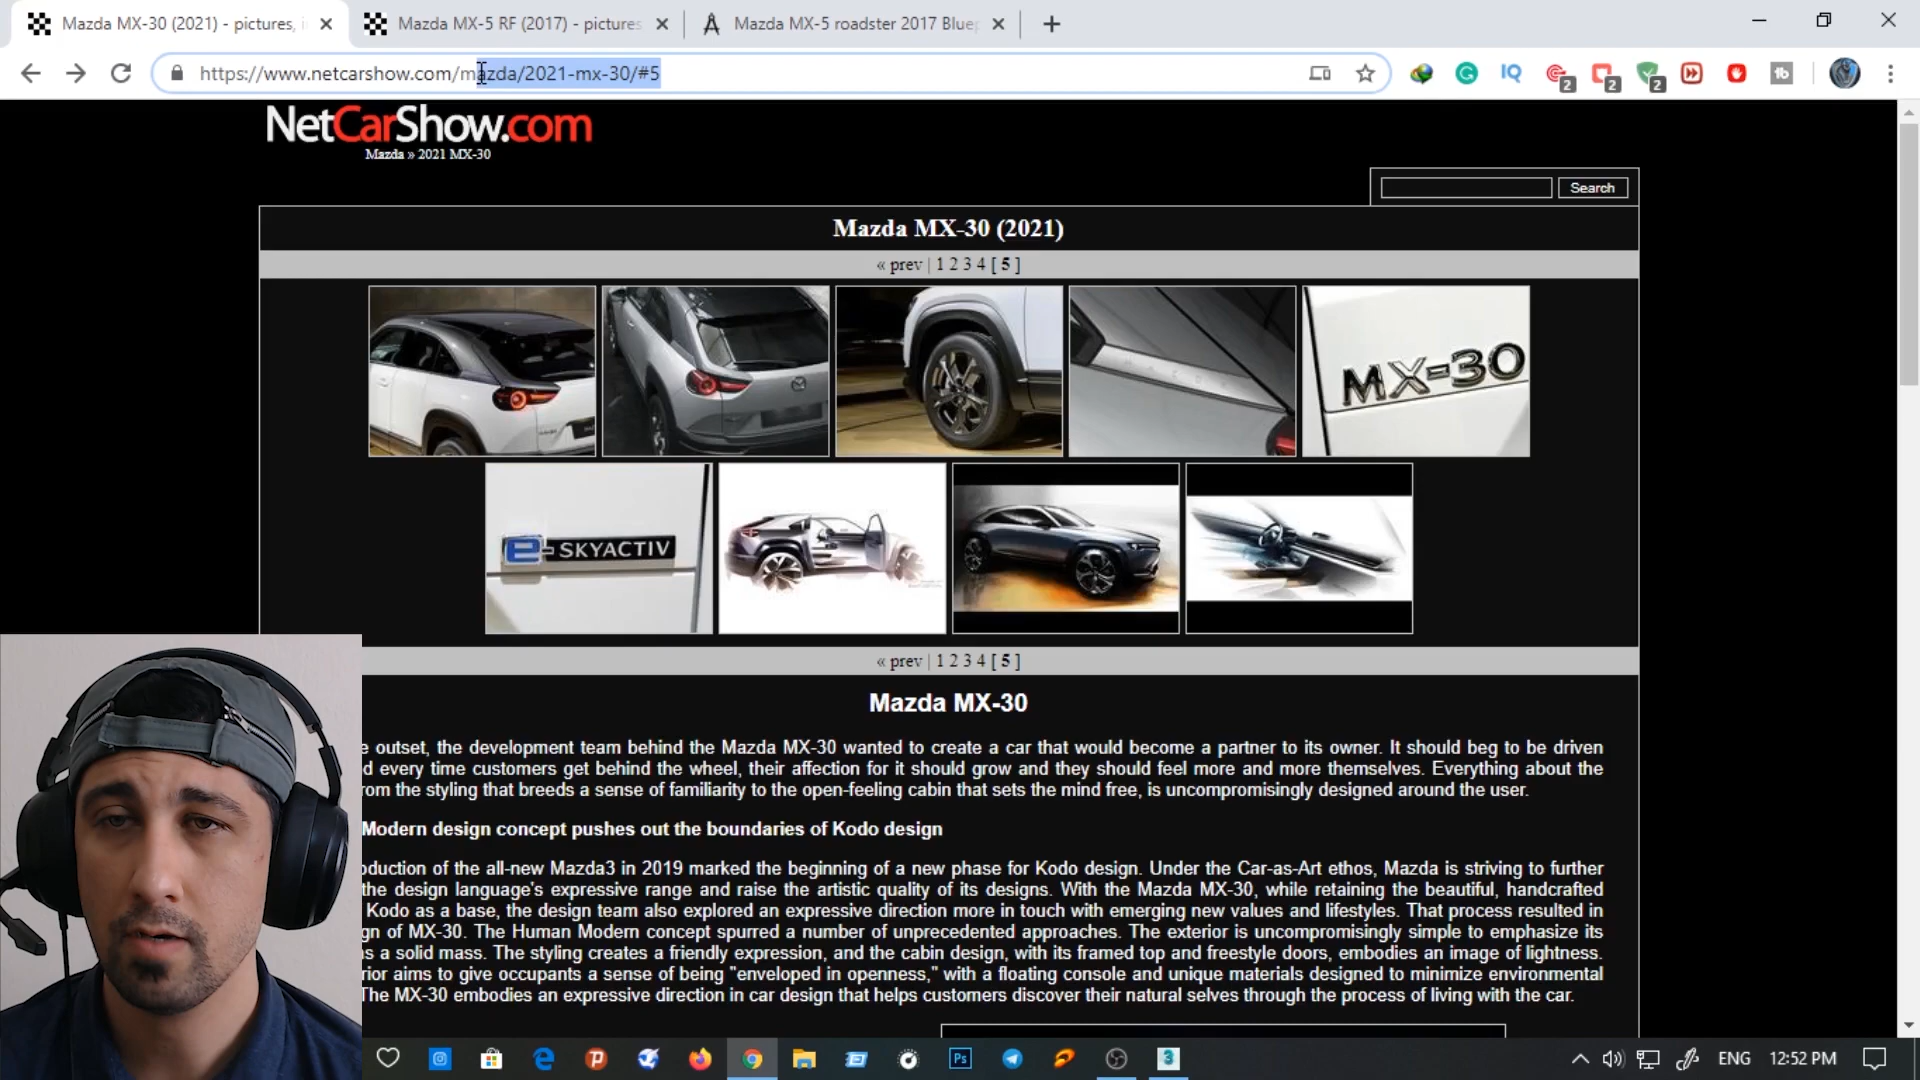 Mazda MX-30 (2021) - pictures, i
Mazda MX-5 RF (2017) - pictures
Mazda MX-5 roadster 2017 Bluep
https://www.netcarshow.com/mazda/2021-mx-30/#5
IQ
2
2
2
tb
NetCarShow.com
Mazda » 2021 MX-30
Search
Mazda MX-30 (2021)
« prev | 1 2 3 4 [ 5 ]
MX-30
e-SKYACTIV
« prev | 1 2 3 4 [ 5 ]
Mazda MX-30
e outset, the development team behind the Mazda MX-30 wanted to create a car that would become a partner to its owner. It should beg to be driven
d every time customers get behind the wheel, their affection for it should grow and they should feel more and more themselves. Everything about the
rom the styling that breeds a sense of familiarity to the open-feeling cabin that sets the mind free, is uncompromisingly designed around the user.
Modern design concept pushes out the boundaries of Kodo design
oduction of the all-new Mazda3 in 2019 marked the beginning of a new phase for Kodo design. Under the Car-as-Art ethos, Mazda is striving to further
the design language's expressive range and raise the artistic quality of its designs. With the Mazda MX-30, while retaining the beautiful, handcrafted
Kodo as a base, the design team also explored an expressive direction more in touch with emerging new values and lifestyles. That process resulted in
gn of MX-30. The Human Modern concept spurred a number of unprecedented approaches. The exterior is uncompromisingly simple to emphasize its
s a solid mass. The styling creates a friendly expression, and the cabin design, with its framed top and freestyle doors, embodies an image of lightness.
rior aims to give occupants a sense of being "enveloped in openness," with a floating console and unique materials designed to minimize environmental
The MX-30 embodies an expressive direction in car design that helps customers discover their natural selves through the process of living with the car.
Ps
3
ENG
12:52 PM